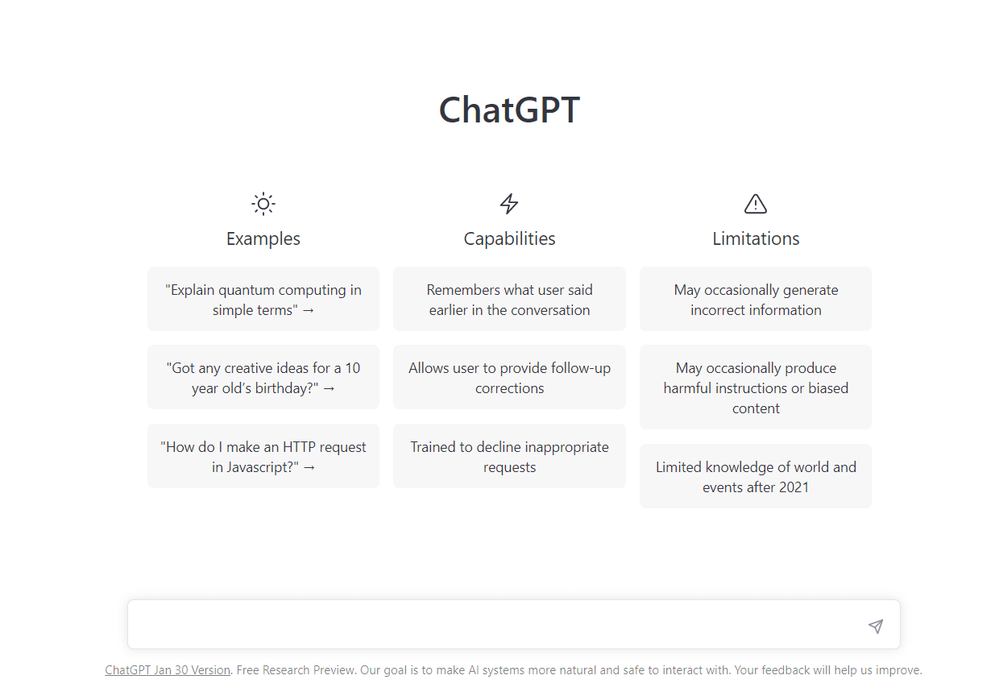 ChatGPT
Examples
"Explain quantum computing in
simple terms" →
"Got any creative ideas for a 10
year old’s birthday?" →
"How do I make an HTTP request
in Javascript?" →
Capabilities
Remembers what user said
earlier in the conversation
Allows user to provide follow-up
corrections
Trained to decline inappropriate
requests
Limitations
May occasionally generate
incorrect information
May occasionally produce
harmful instructions or biased
content
Limited knowledge of world and
events after 2021
ChatGPT Jan 30 Version. Free Research Preview. Our goal is to make AI systems more natural and safe to interact with. Your feedback will help us improve.